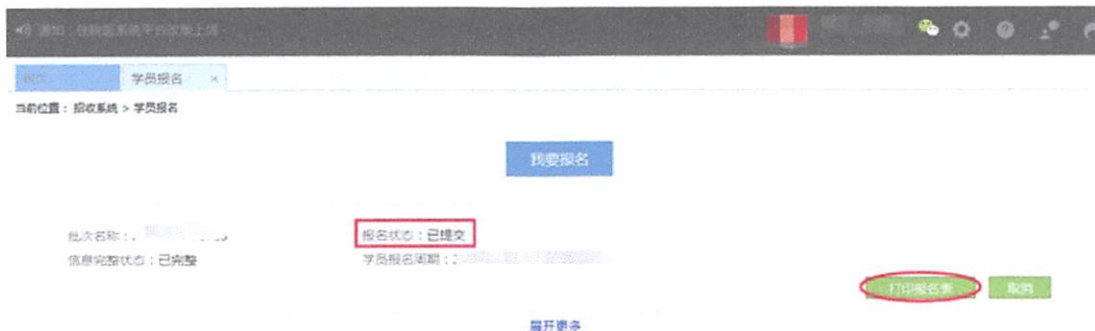 通知：住院医系统平台改版上线
首页 学员报名 ×
当前位置：招收系统 > 学员报名
我要报名
批次名称： 报名状态：已提交
信息完整状态：已完整 学员报名周期：
打印报名表 取消
展开更多